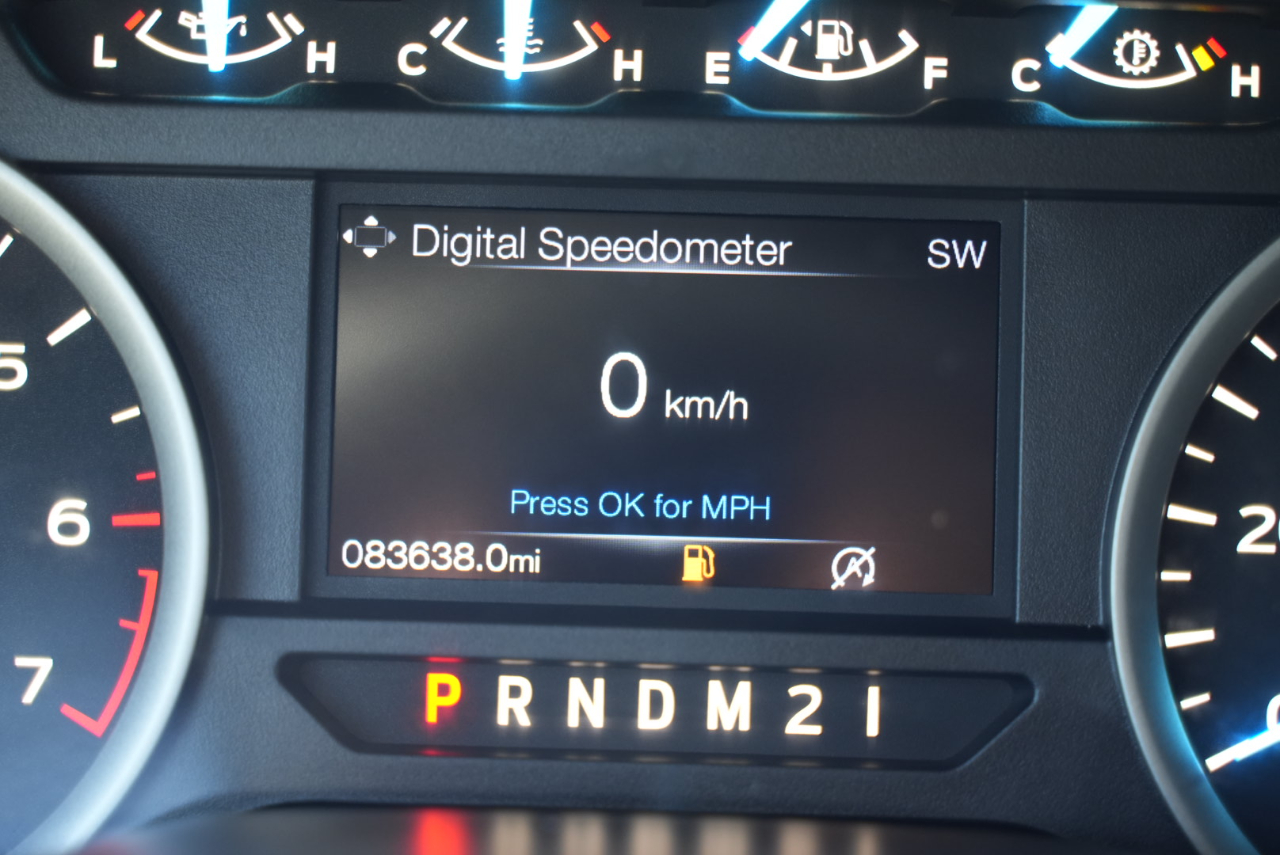 L H C H E F C H
Digital Speedometer SW
0 km/h
5
6
7
Press OK for MPH
083638.0mi
P R N D M 2 1